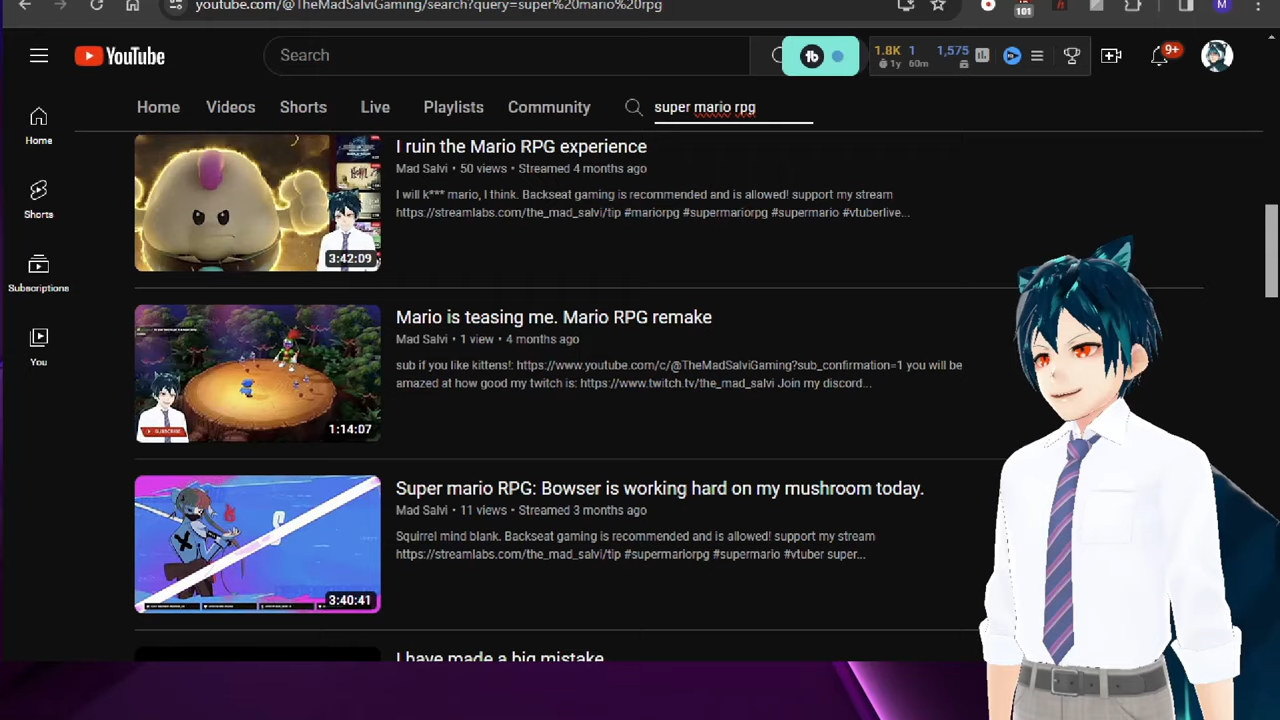 youtube.com/@TheMadSalviGaming/search?query=super%20mario%20rpg
101
M
YouTube
Search
1.8K 1 1,575
1y 60m
9+
Home
Videos
Shorts
Live
Playlists
Community
super mario rpg
Home
Shorts
Subscriptions
You
I ruin the Mario RPG experience
Mad Salvi • 50 views • Streamed 4 months ago
I will k*** mario, I think. Backseat gaming is recommended and is allowed! support my stream
https://streamlabs.com/the_mad_salvi/tip #mariorpg #supermariorpg #supermario #vtuberlive...
3:42:09
Mario is teasing me. Mario RPG remake
Mad Salvi • 1 view • 4 months ago
sub if you like kittens!: https://www.youtube.com/c/@TheMadSalviGaming?sub_confirmation=1 you will be
amazed at how good my twitch is: https://www.twitch.tv/the_mad_salvi Join my discord...
SUBSCRIBE
1:14:07
Super mario RPG: Bowser is working hard on my mushroom today.
Mad Salvi • 11 views • Streamed 3 months ago
Squirrel mind blank. Backseat gaming is recommended and is allowed! support my stream
https://streamlabs.com/the_mad_salvi/tip #supermariorpg #supermario #vtuber super...
3:40:41
I have made a big mistake